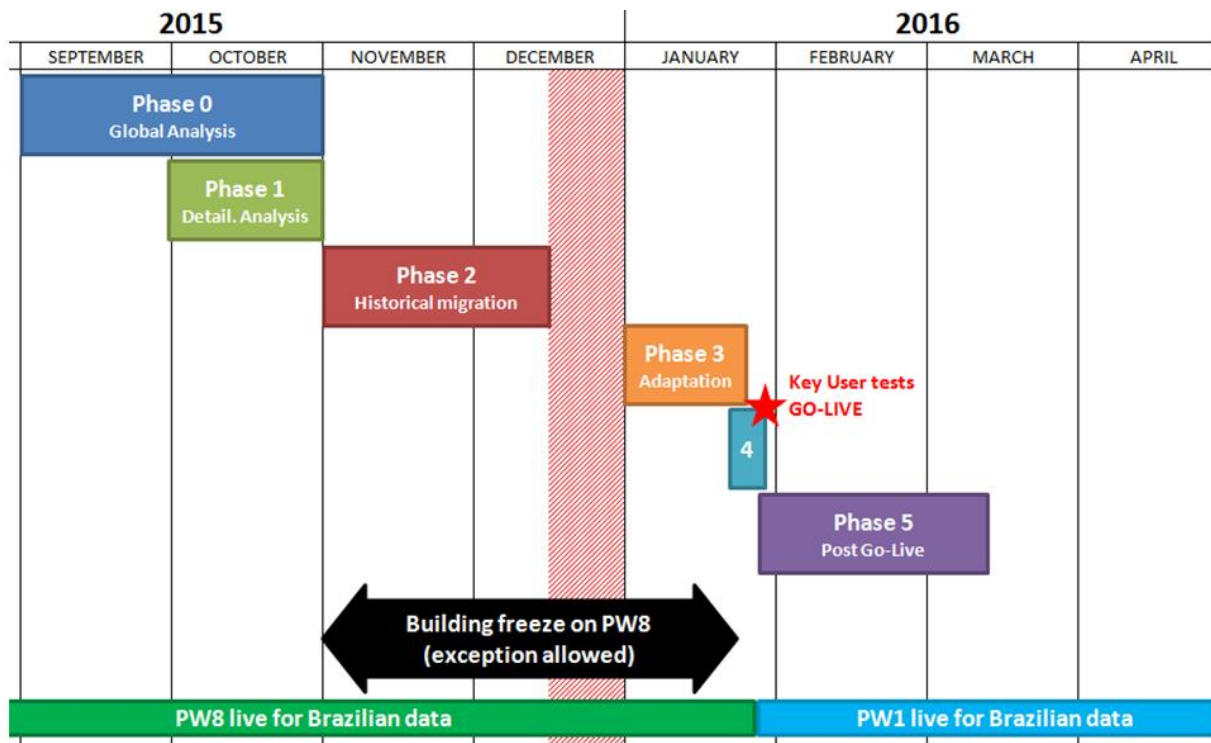 2015
2016
SEPTEMBER
OCTOBER
NOVEMBER
DECEMBER
JANUARY
FEBRUARY
MARCH
APRIL
Phase 0
Global Analysis
Phase 1
Detail. Analysis
Phase 2
Historical migration
Phase 3
Adaptation
Key User tests
GO-LIVE
4
Phase 5
Post Go-Live
Building freeze on PW8
(exception allowed)
PW8 live for Brazilian data
PW1 live for Brazilian data